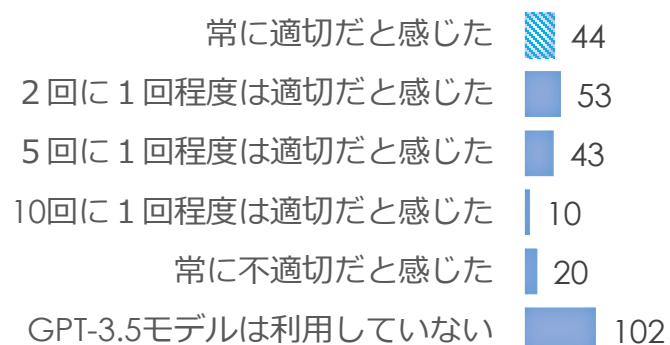 常に適切だと感じた 44
２回に１回程度は適切だと感じた 53
５回に１回程度は適切だと感じた 43
10回に１回程度は適切だと感じた 10
常に不適切だと感じた 20
GPT-3.5モデルは利用していない 102